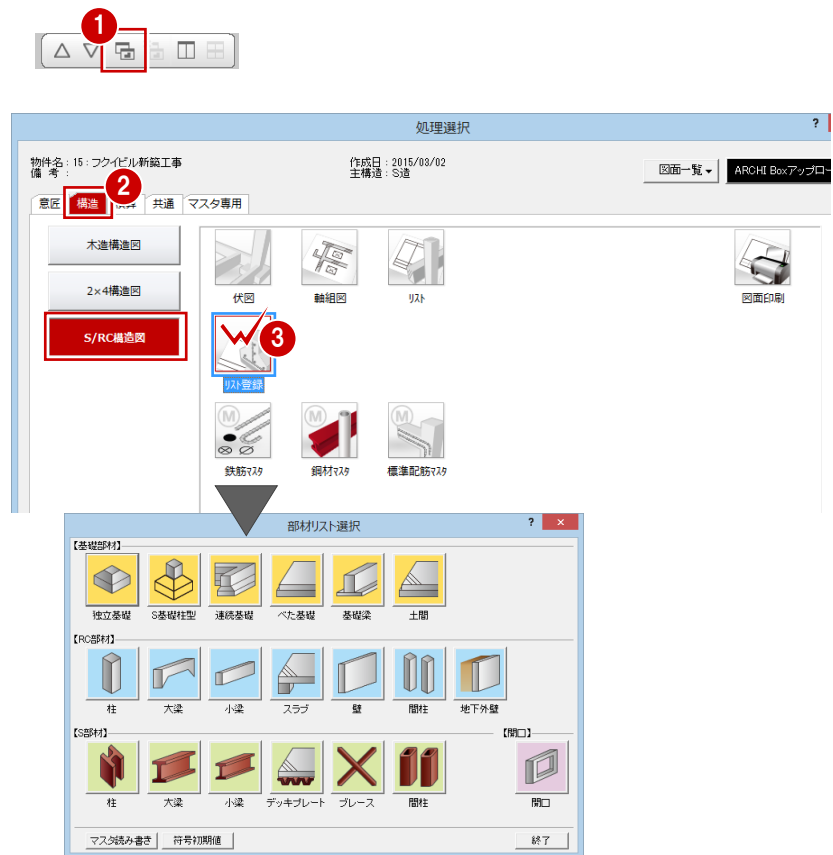 1
処理選択
?
物件名：15：フクイビル新築工事
作成日：2015/03/02
備 考：
主構造：S造
図面一覧
ARCHI Boxアップロー
2
意匠
構造
積算
共通
マスタ専用
木造構造図
2×4構造図
S/RC構造図
伏図
軸組図
リスト
図面印刷
3
リスト登録
M
M
M
鉄筋マスタ
鋼材マスタ
標準配筋マスタ
部材リスト選択
?
×
【基礎部材】
独立基礎
S基礎柱型
連続基礎
べた基礎
基礎梁
土間
【RC部材】
柱
大梁
小梁
スラブ
壁
間柱
地下外壁
【S部材】
【開口】
柱
大梁
小梁
デッキプレート
ブレース
間柱
開口
マスタ読み書き
符号初期値
終了